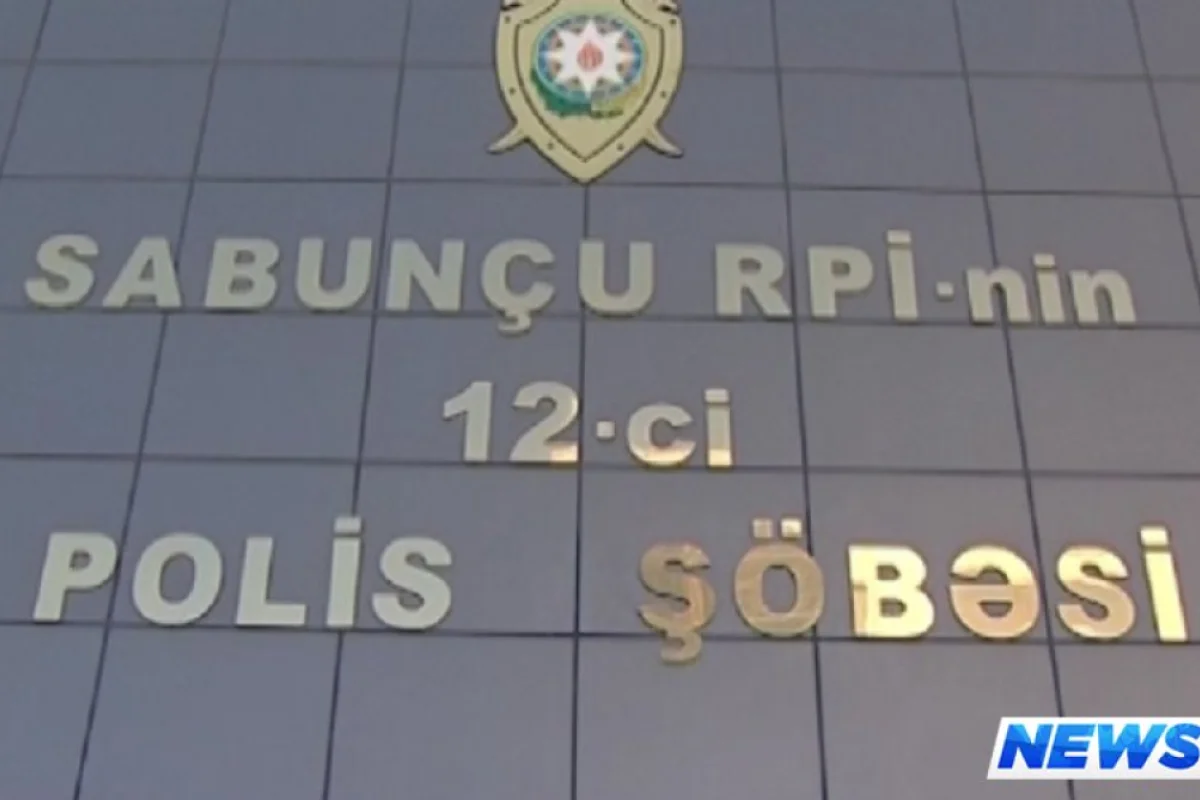 SABUNÇU RPİ-nin
12-ci
POLİS ŞÖBƏSİ
NEWS